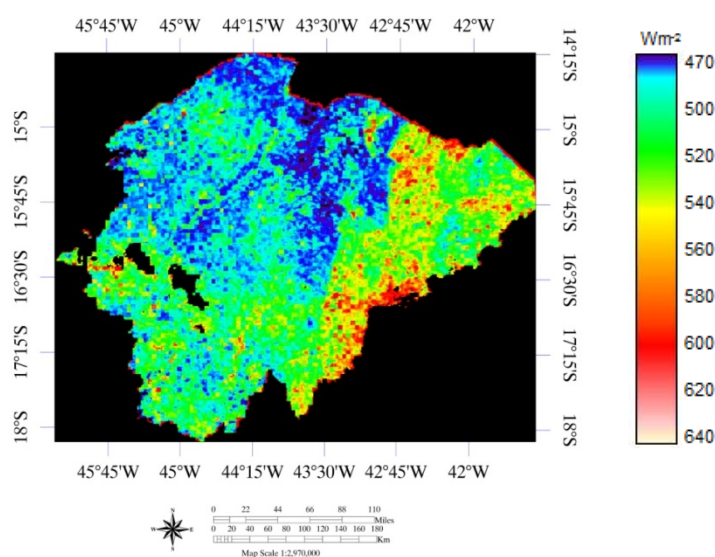 45°45'W 45°0'W 44°15'W 43°30'W 42°45'W 42°W
Wm-²
14°15'S
15°S
15°45'S
16°30'S
17°15'S
18°S
15°S
15°45'S
16°30'S
17°15'S
18°S
45°45'W 45°0'W 44°15'W 43°30'W 42°45'W 42°W
470
500
520
540
560
580
600
620
640
N
W E
S
0 22 44 66 88 110
Miles
0 20 40 60 80 100 120 140 160 180
Km
Map Scale 1:2,970,000